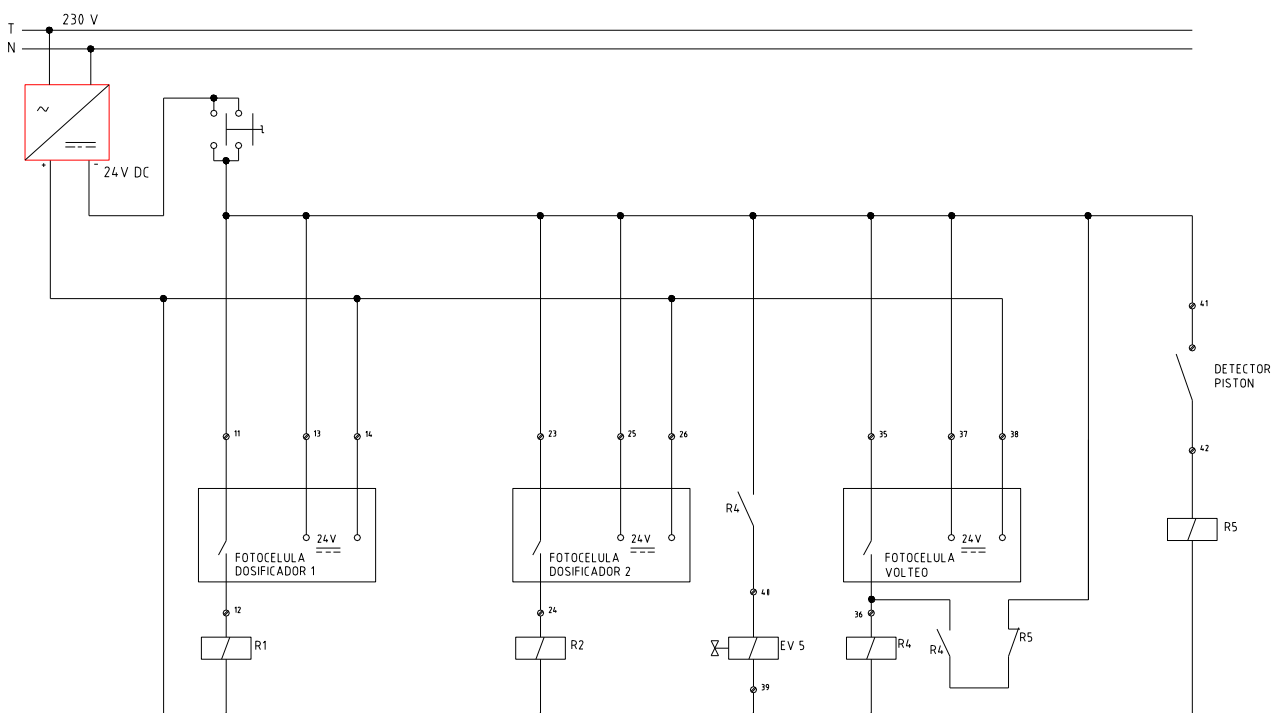 230 V
T
N
+
-
24V DC
41
DETECTOR
PISTON
11
13
14
23
25
26
35
37
38
42
R4
R5
24V
24V
24V
FOTOCELULA
DOSIFICADOR 1
FOTOCELULA
DOSIFICADOR 2
FOTOCELULA
VOLTEO
40
12
24
36
R1
R2
EV 5
R4
R4
R5
39